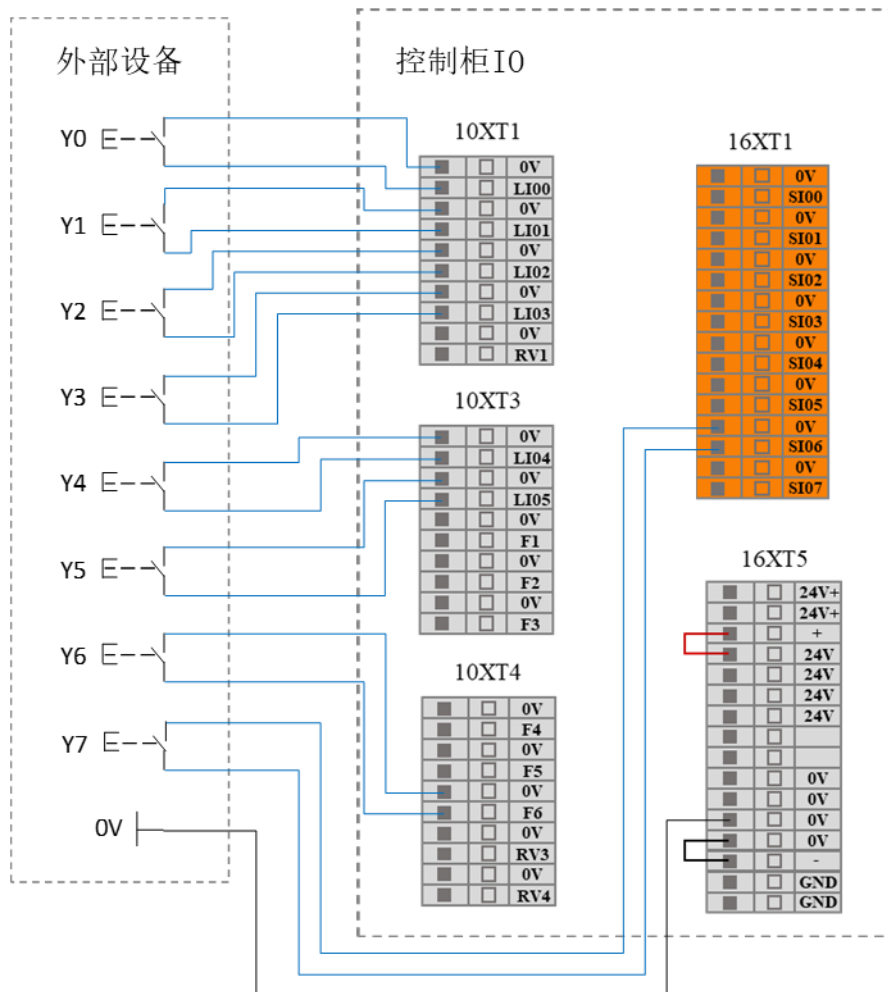 外部设备
Y0
Y1
Y2
Y3
Y4
Y5
Y6
Y7
0V
控制柜IO
10XT1
0V
LI00
0V
LI01
0V
LI02
0V
LI03
0V
RV1
10XT3
0V
LI04
0V
LI05
0V
F1
0V
F2
0V
F3
10XT4
0V
F4
0V
F5
0V
F6
0V
RV3
0V
RV4
16XT1
0V
SI00
0V
SI01
0V
SI02
0V
SI03
0V
SI04
0V
SI05
0V
SI06
0V
SI07
16XT5
24V+
24V+
+
24V
24V
24V
24V
0V
0V
0V
0V
-
GND
GND